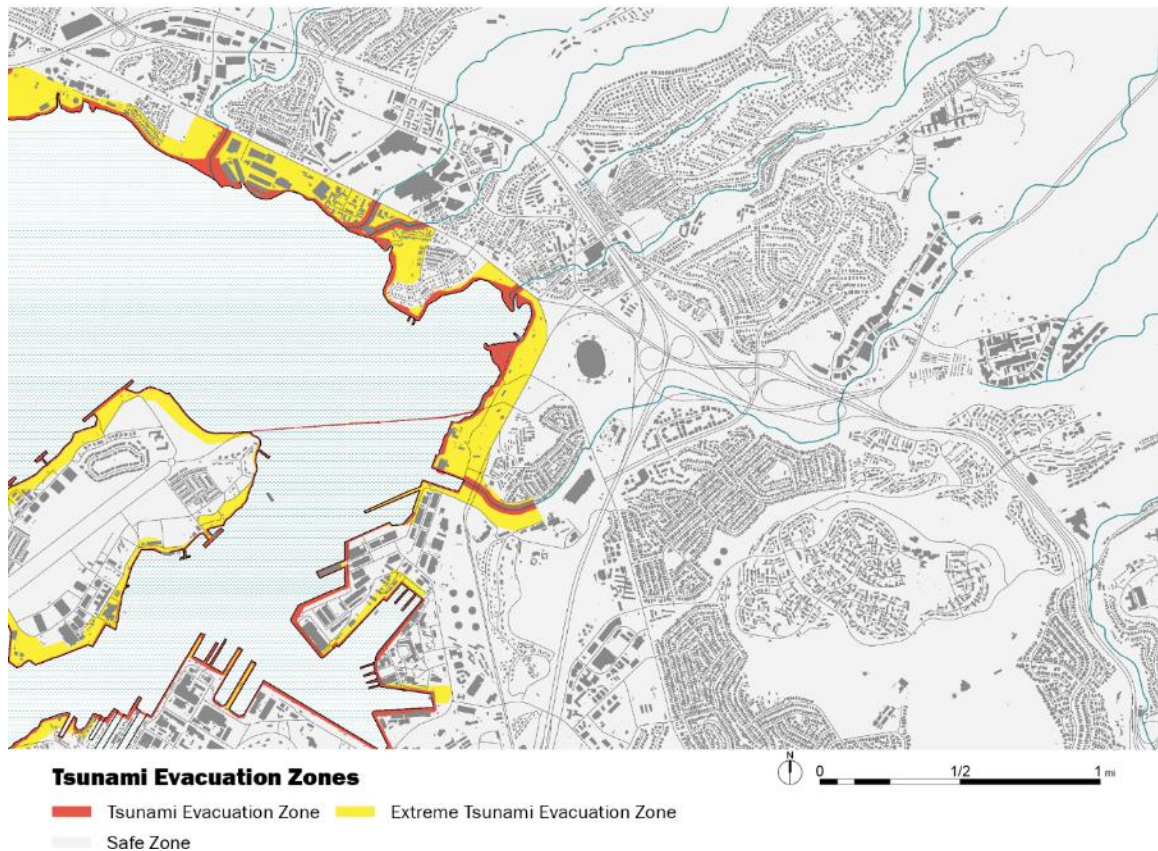 Tsunami Evacuation Zones
Tsunami Evacuation Zone
Extreme Tsunami Evacuation Zone
Safe Zone
N
0 1/2 1 mi